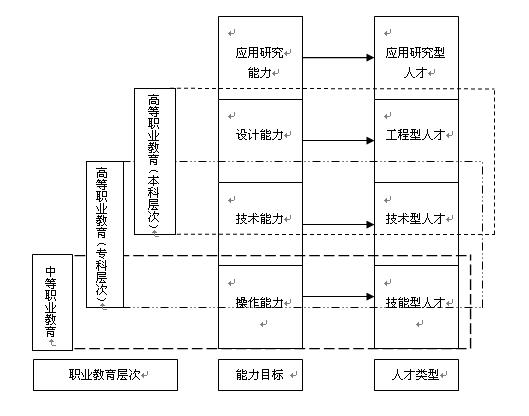 应用研究
能力
应用研究型
人才
高等职业教育（本科层次）
设计能力
工程型人才
高等职业教育（专科层次）
技术能力
技术型人才
中等职业教育
操作能力
技能型人才
职业教育层次
能力目标
人才类型